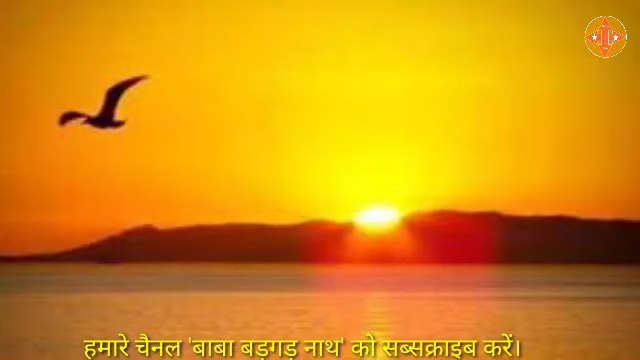 हमारे चैनल 'बाबा बड़गड़ नाथ' को सब्सक्राइब करें।